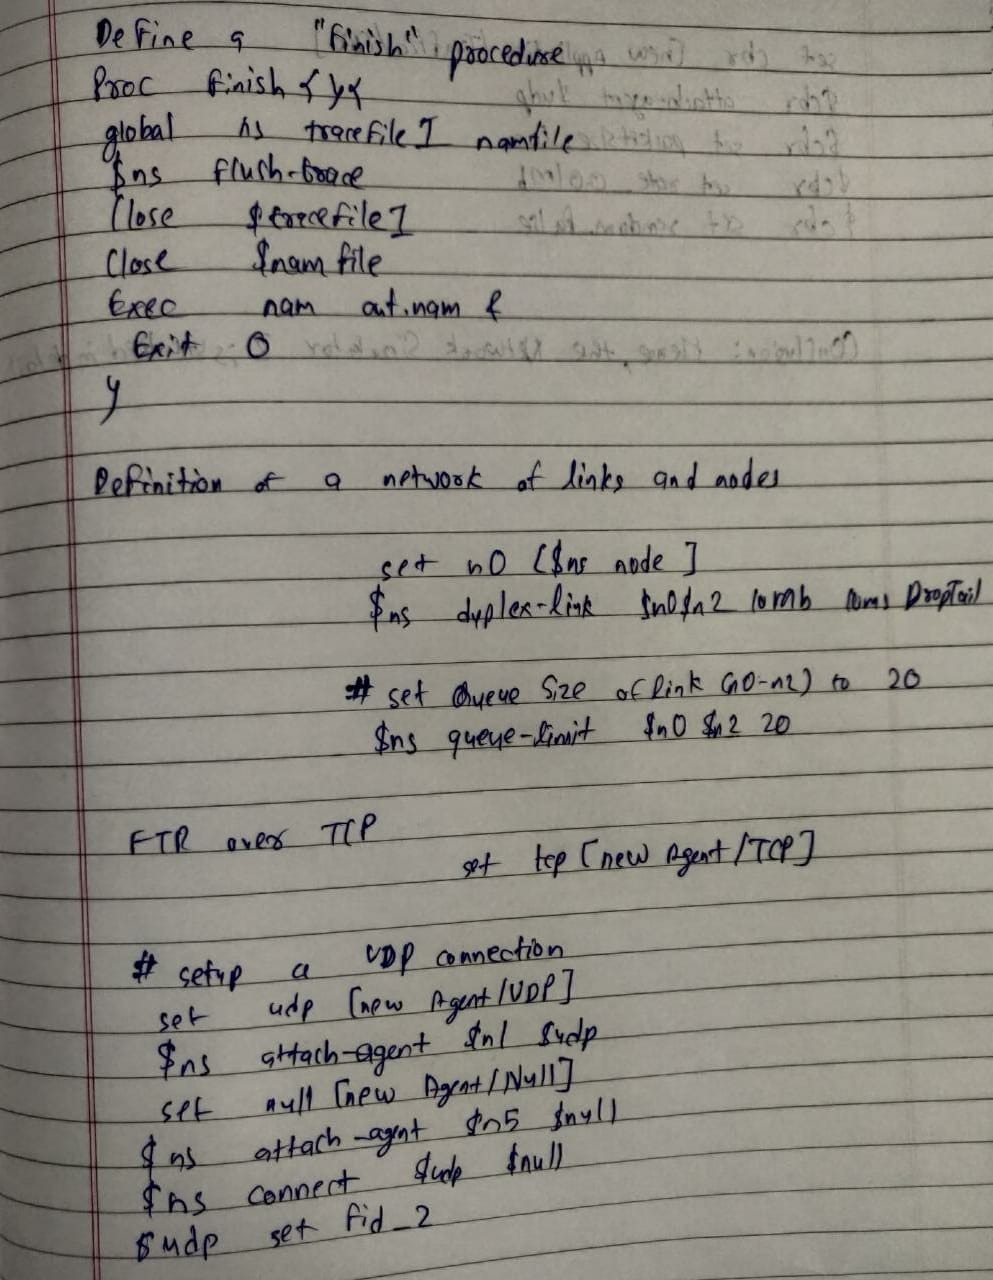 Define a "finish" procedure
Proc finish { } {
global ns tracefile1 namfile
$ns flush-trace
Close $tracefile1
Close $namfile
Exec nam out.nam &
Exit 0
}
Definition of a network of links and nodes
set n0 [$ns node]
$ns duplex-link $n0 $n2 10mb 10ms DropTail
# set Queue Size of link (n0-n2) to 20
$ns queue-limit $n0 $n2 20
FTR over TCP
set tcp [new Agent/TCP]
# setup a UDP connection
set udp [new Agent/UDP]
$ns attach-agent $n1 $udp
set null [new Agent/Null]
$ns attach-agent $n5 $null
$ns connect $udp $null
$udp set fid_2